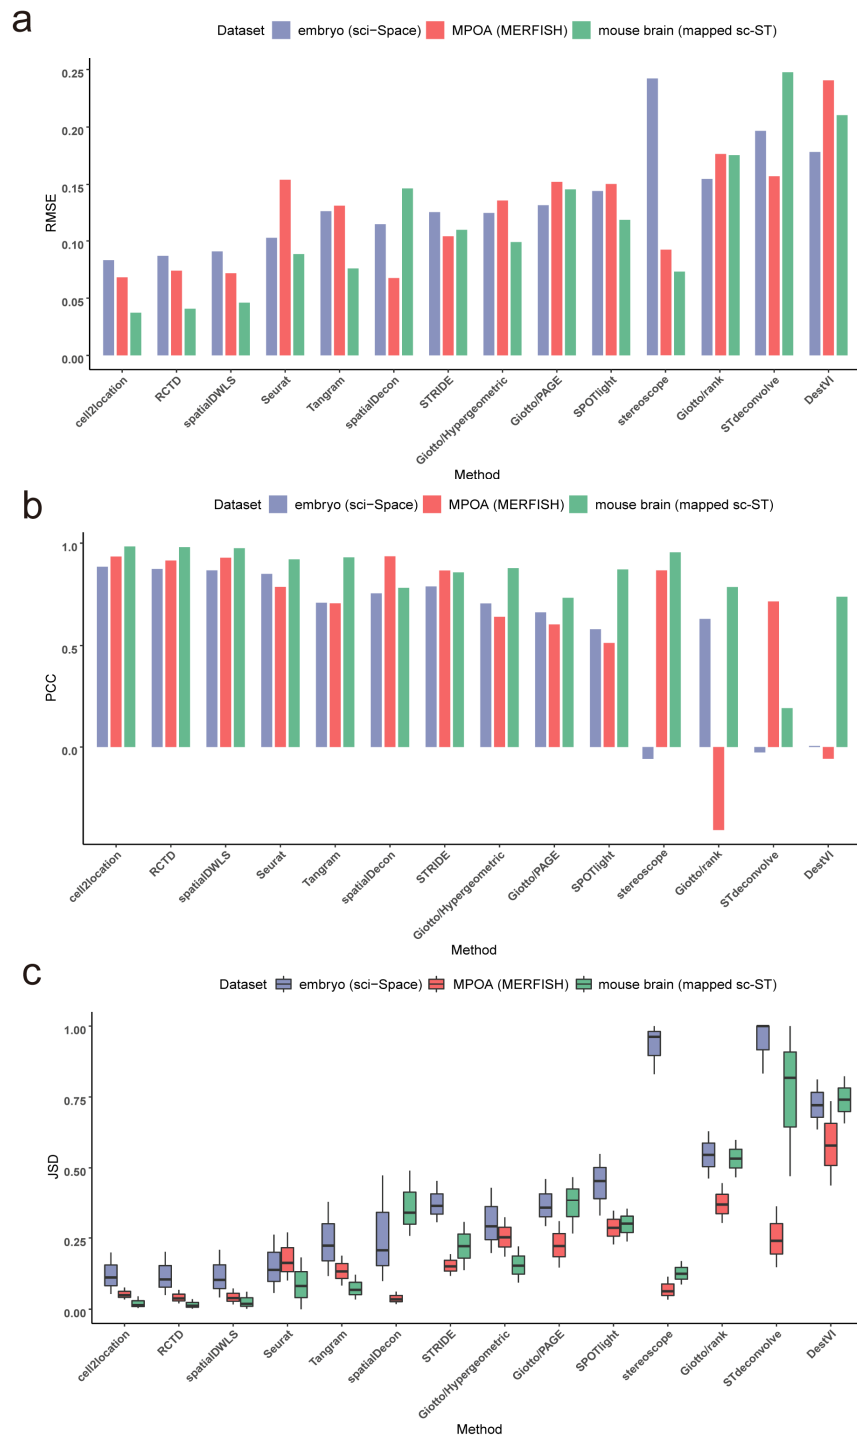 a
Dataset embryo (sci−Space) MPOA (MERFISH) mouse brain (mapped sc-ST)
0.25
0.20
0.15
0.10
0.05
0.00
RMSE
cell2location RCTD spatialDWLS Seurat Tangram spatialDecon STRIDE Giotto/Hypergeometric Giotto/PAGE SPOTlight stereoscope Giotto/rank STdeconvolve DestVI
Method
b
Dataset embryo (sci−Space) MPOA (MERFISH) mouse brain (mapped sc-ST)
1.0
0.5
0.0
PCC
cell2location RCTD spatialDWLS Seurat Tangram spatialDecon STRIDE Giotto/Hypergeometric Giotto/PAGE SPOTlight stereoscope Giotto/rank STdeconvolve DestVI
Method
c
Dataset embryo (sci−Space) MPOA (MERFISH) mouse brain (mapped sc-ST)
1.00
0.75
0.50
0.25
0.00
JSD
cell2location RCTD spatialDWLS Seurat Tangram spatialDecon STRIDE Giotto/Hypergeometric Giotto/PAGE SPOTlight stereoscope Giotto/rank STdeconvolve DestVI
Method